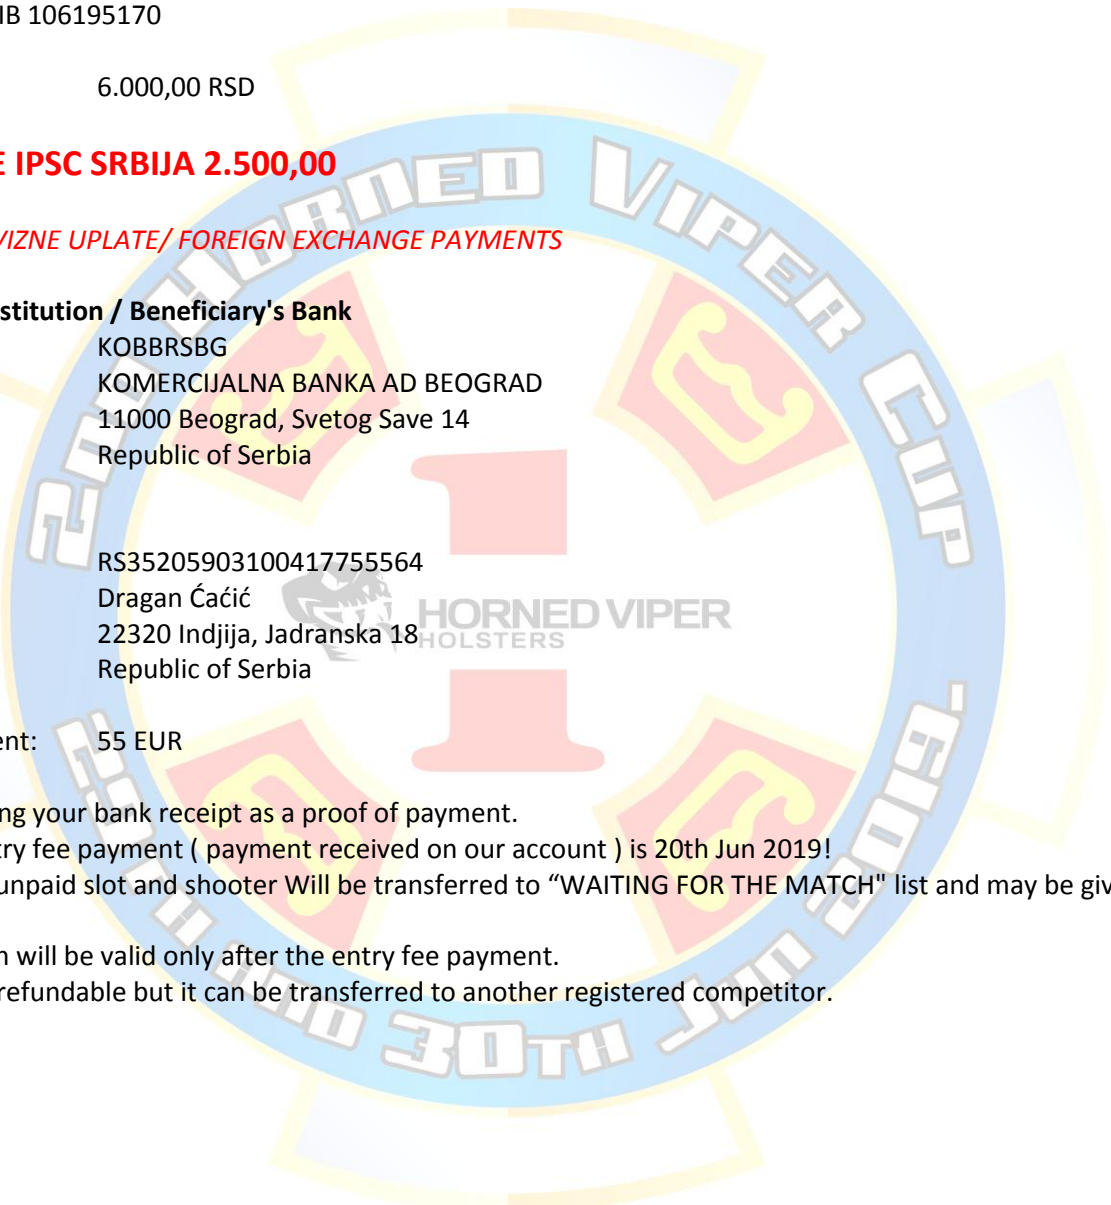 IB 106195170
6.000,00 RSD
E IPSC SRBIJA 2.500,00
VIZNE UPLATE/ FOREIGN EXCHANGE PAYMENTS
stitution / Beneficiary's Bank
KOBBRSBG
KOMERCIJALNA BANKA AD BEOGRAD
11000 Beograd, Svetog Save 14
Republic of Serbia
RS35205903100417755564
Dragan Ćaćić
22320 Indjija, Jadranska 18
Republic of Serbia
ent: 55 EUR
ng your bank receipt as a proof of payment.
try fee payment ( payment received on our account ) is 20th Jun 2019!
unpaid slot and shooter Will be transferred to “WAITING FOR THE MATCH" list and may be giv
n will be valid only after the entry fee payment.
refundable but it can be transferred to another registered competitor.
2ND HORNED VIPER CUP
HORNED VIPER
HOLSTERS
29TH AND 30TH JUN 2019.